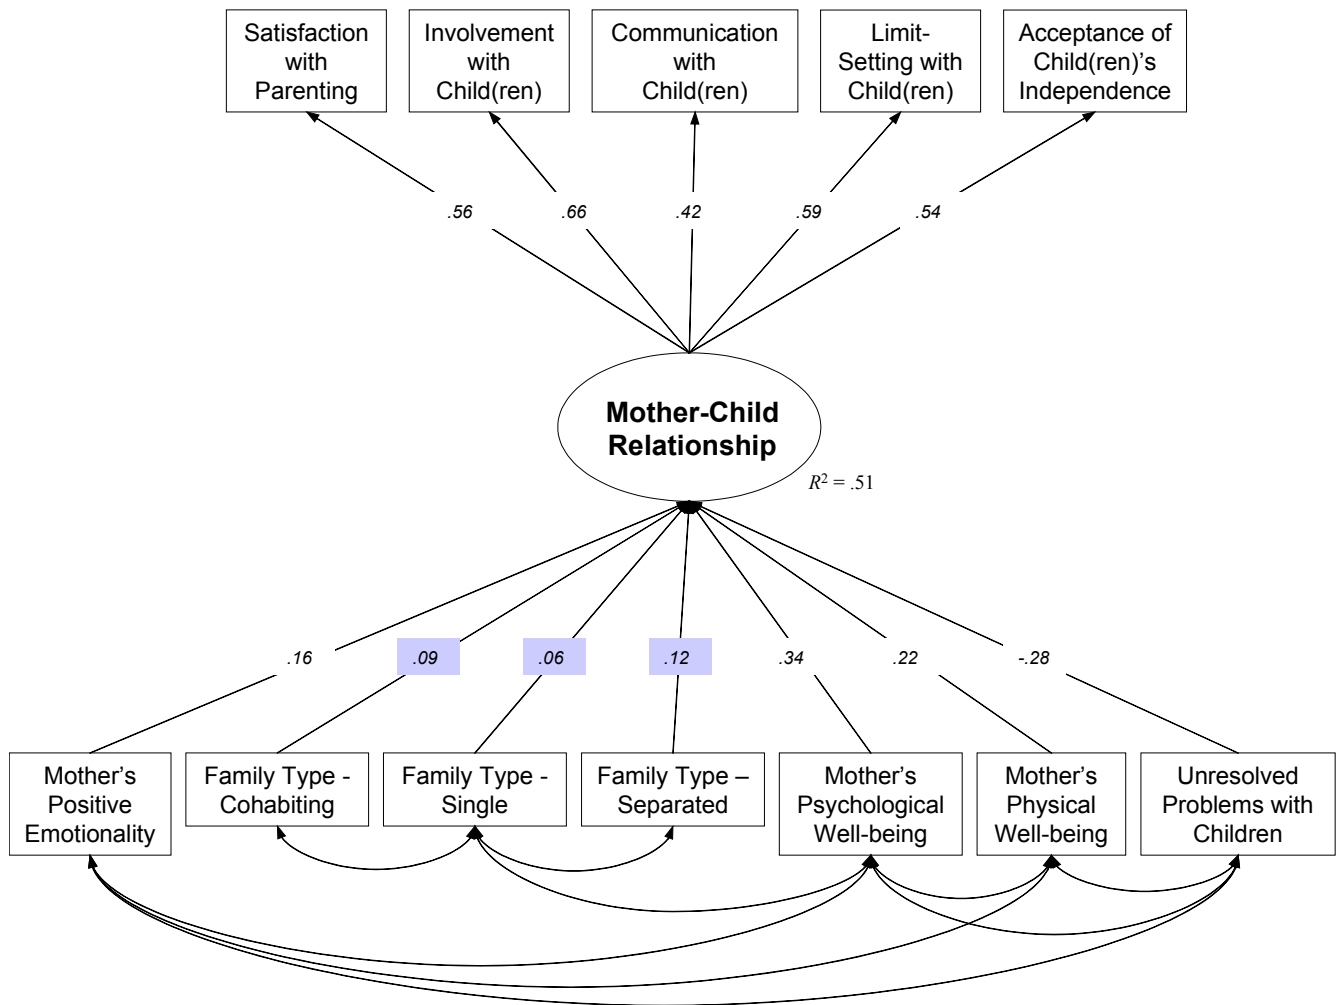 Satisfaction
with
Parenting
Involvement
with
Child(ren)
Communication
with
Child(ren)
Limit-
Setting with
Child(ren)
Acceptance of
Child(ren)'s
Independence
.56
.66
.42
.59
.54
Mother-Child
Relationship
R² = .51
.16
.09
.06
.12
.34
.22
-.28
Mother's
Positive
Emotionality
Family Type -
Cohabiting
Family Type -
Single
Family Type –
Separated
Mother's
Psychological
Well-being
Mother's
Physical
Well-being
Unresolved
Problems with
Children